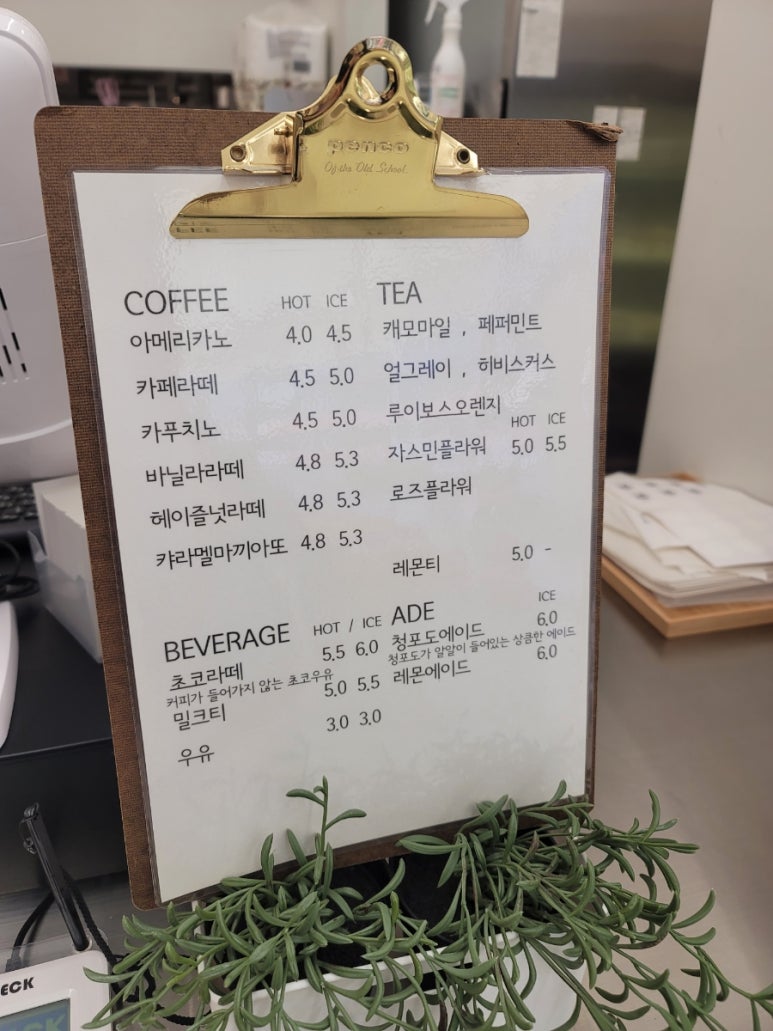 penco
Of the Old School.
COFFEE HOT ICE
아메리카노 4.0 4.5
카페라떼 4.5 5.0
카푸치노 4.5 5.0
바닐라라떼 4.8 5.3
헤이즐넛라떼 4.8 5.3
캬라멜마끼아또 4.8 5.3
TEA
캐모마일 , 페퍼민트
얼그레이 , 히비스커스
루이보스오렌지
HOT ICE
자스민플라워 5.0 5.5
로즈플라워
레몬티 5.0 -
BEVERAGE HOT / ICE
초코라떼 5.5 6.0
커피가 들어가지 않는 초코우유
밀크티 5.0 5.5
우유 3.0 3.0
ADE ICE
청포도에이드 6.0
청포도가 알알이 들어있는 상큼한 에이드
레몬에이드 6.0
ECK